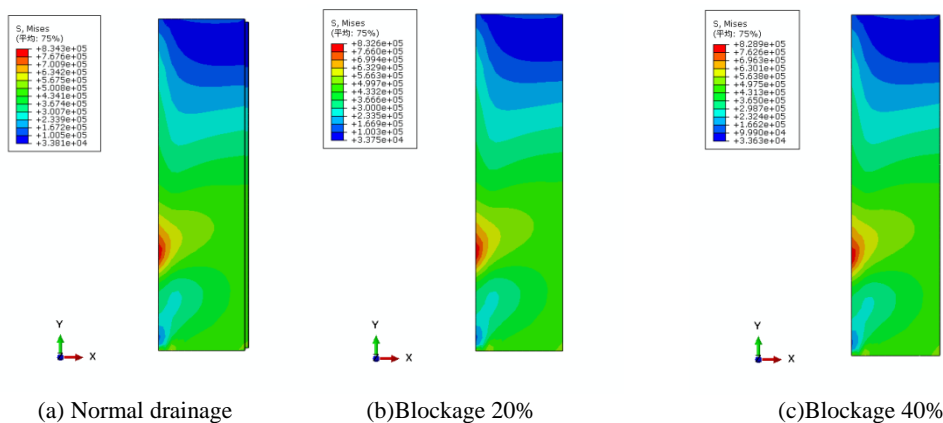 S, Mises
(平均: 75%)
+8.343e+05
+7.676e+05
+7.009e+05
+6.342e+05
+5.675e+05
+5.008e+05
+4.341e+05
+3.674e+05
+3.007e+05
+2.339e+05
+1.672e+05
+1.005e+05
+3.381e+04
Y
X
(a) Normal drainage
S, Mises
(平均: 75%)
+8.326e+05
+7.660e+05
+6.994e+05
+6.329e+05
+5.663e+05
+4.997e+05
+4.332e+05
+3.666e+05
+3.000e+05
+2.335e+05
+1.669e+05
+1.003e+05
+3.375e+04
Y
X
(b)Blockage 20%
S, Mises
(平均: 75%)
+8.289e+05
+7.626e+05
+6.963e+05
+6.301e+05
+5.638e+05
+4.975e+05
+4.313e+05
+3.650e+05
+2.987e+05
+2.324e+05
+1.662e+05
+9.990e+04
+3.363e+04
Y
X
(c)Blockage 40%